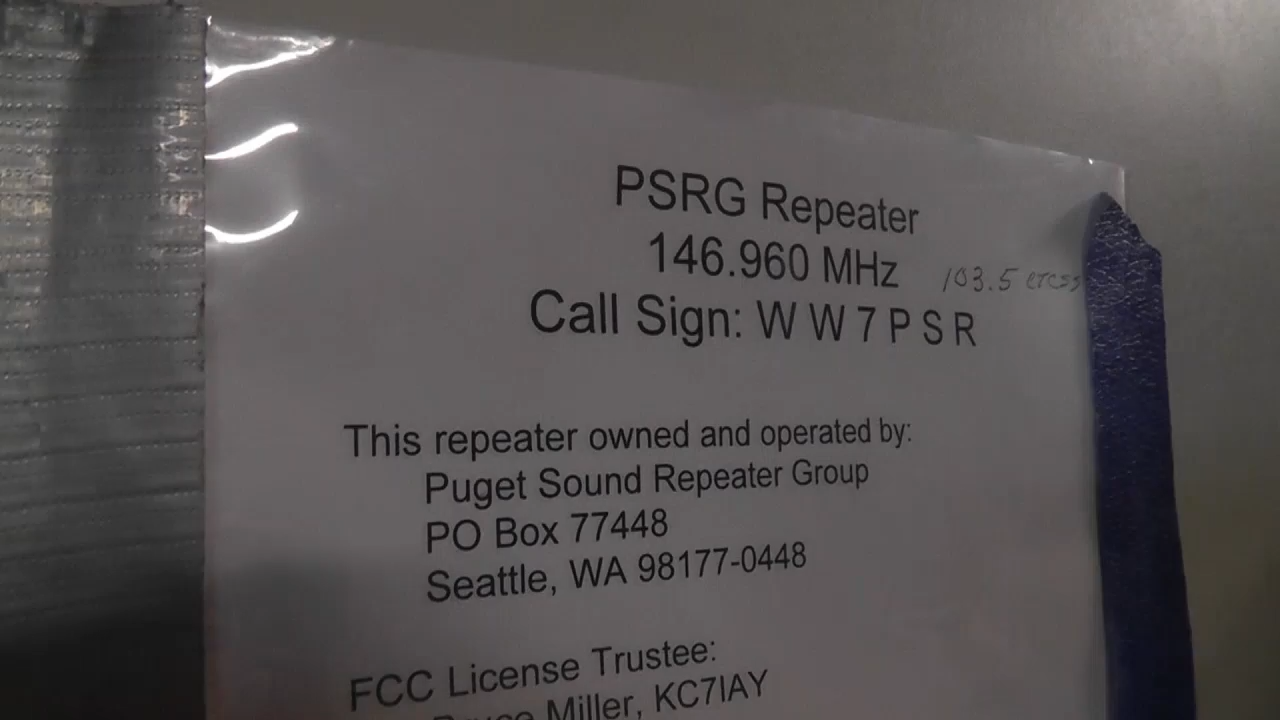 PSRG Repeater
146.960 MHz 103.5 CTCSS
Call Sign: W W 7 P S R
This repeater owned and operated by:
Puget Sound Repeater Group
PO Box 77448
Seattle, WA 98177-0448
FCC License Trustee:
Miller, KC7IAY